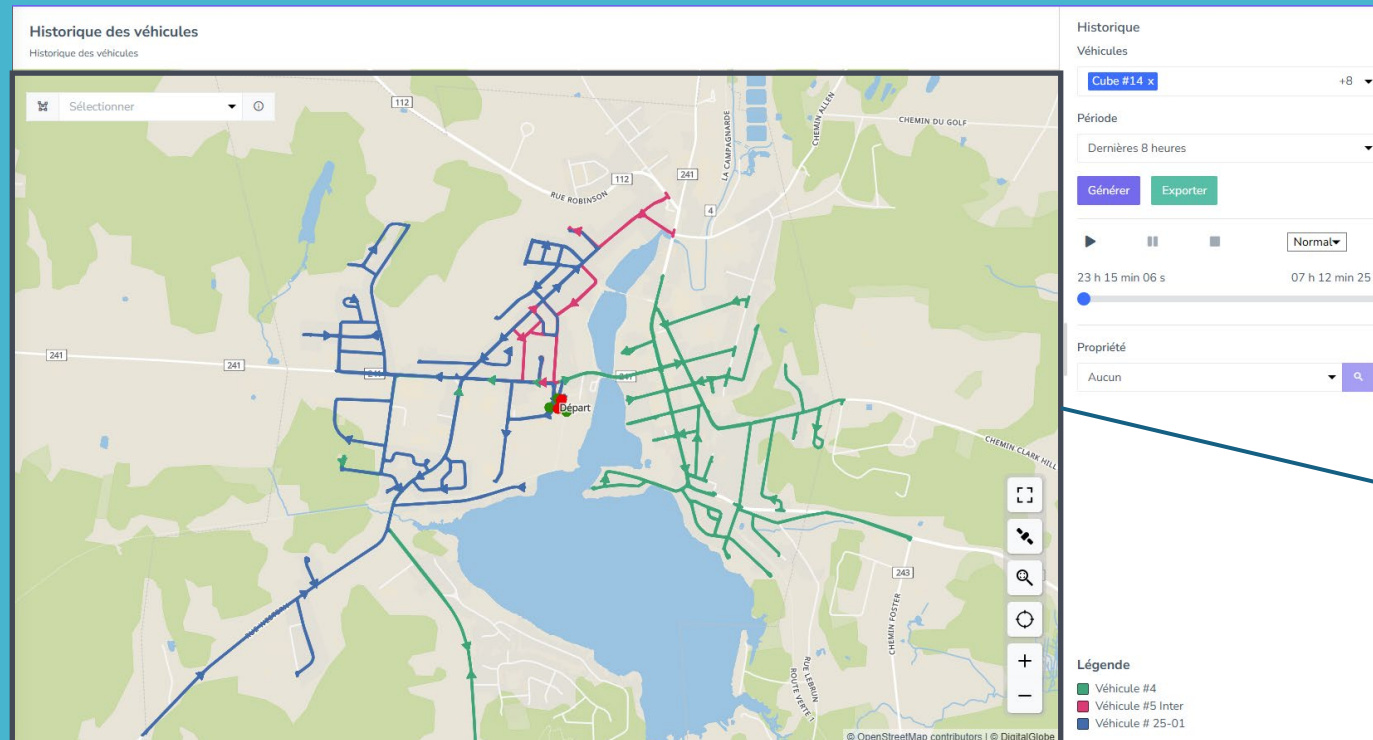 Historique des véhicules
Historique des véhicules
Sélectionner
112
CHEMIN ALLEN
CHEMIN DU GOLF
LA CAMPAGNARDE
112
241
RUE ROBINSON
4
241
241
241
241
Départ
CHEMIN CLARK HILL
243
CHEMIN FOSTER
RUE LEBRUN
ROUTE VERTE 1
© OpenStreetMap contributors | © DigitalGlobe
Historique
Véhicules
Cube #14 x
+8
Période
Dernières 8 heures
Générer
Exporter
Normal
23 h 15 min 06 s
07 h 12 min 25
Propriété
Aucun
Légende
Véhicule #4
Véhicule #5 Inter
Véhicule # 25-01